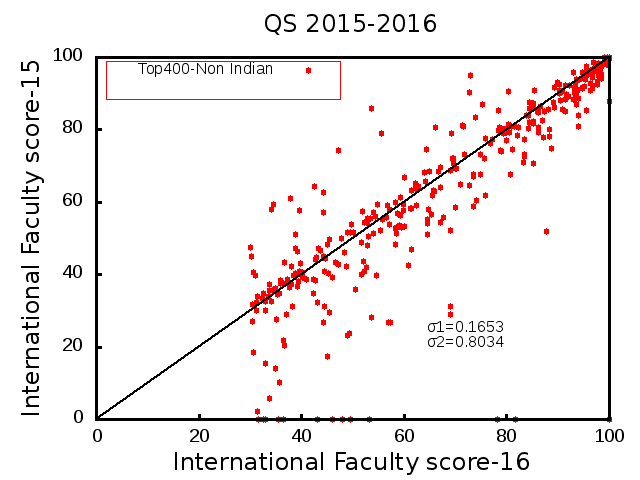 QS 2015-2016
Top400-Non Indian
100
80
60
40
20
0
International Faculty score-15
σ1=0.1653
σ2=0.8034
0 20 40 60 80 100
International Faculty score-16